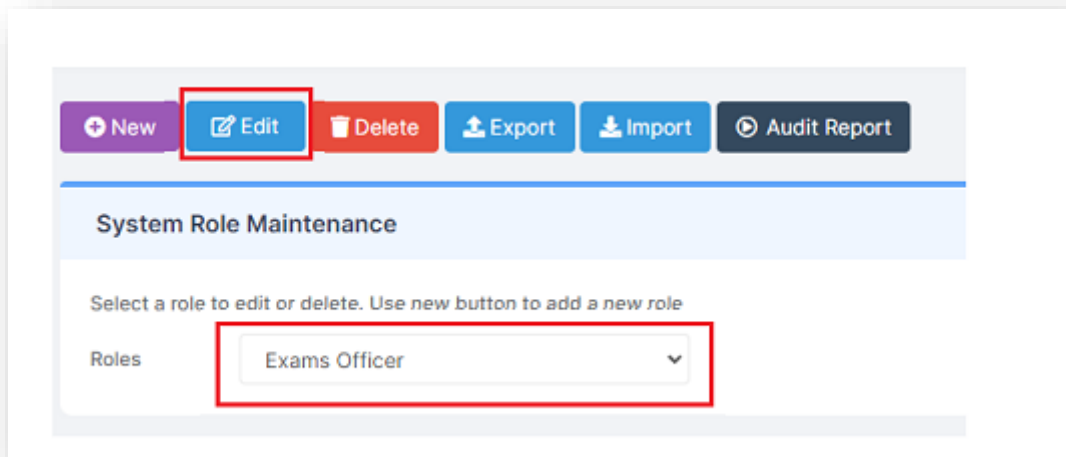 New Edit Delete Export Import Audit Report
System Role Maintenance
Select a role to edit or delete. Use new button to add a new role
Roles Exams Officer